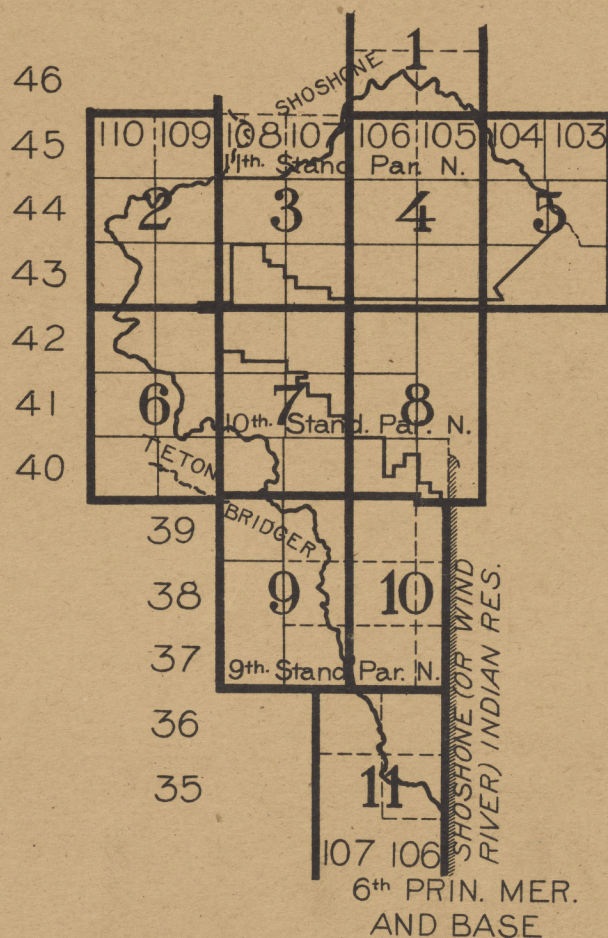 46
1
SHOSHONE
45
110 109 108 107 106 105 104 103
11th. Stand. Par. N.
44
2 3 4 5
43
42
41
6 7 8
10th. Stand. Par. N.
40
TETON
BRIDGER
39
38
9 10
37
9th. Stand. Par. N.
36
35
11
SHOSHONE (OR WIND
RIVER) INDIAN RES.
107 106
6th PRIN. MER.
AND BASE